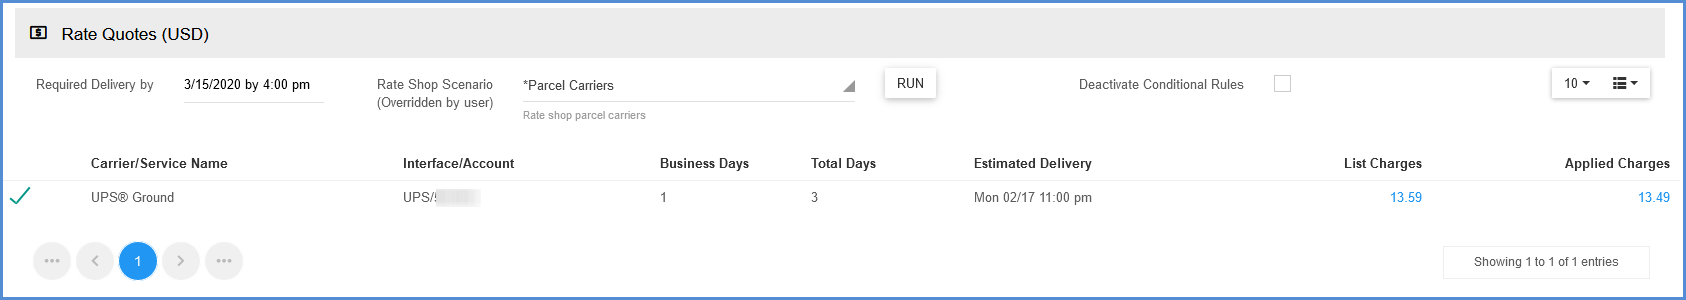 Rate Quotes (USD)
Required Delivery by 3/15/2020 by 4:00 pm Rate Shop Scenario *Parcel Carriers RUN Deactivate Conditional Rules 10
(Overridden by user)
Rate shop parcel carriers
Carrier/Service Name Interface/Account Business Days Total Days Estimated Delivery List Charges Applied Charges
UPS® Ground UPS/ 1 3 Mon 02/17 11:00 pm 13.59 13.49
1 Showing 1 to 1 of 1 entries